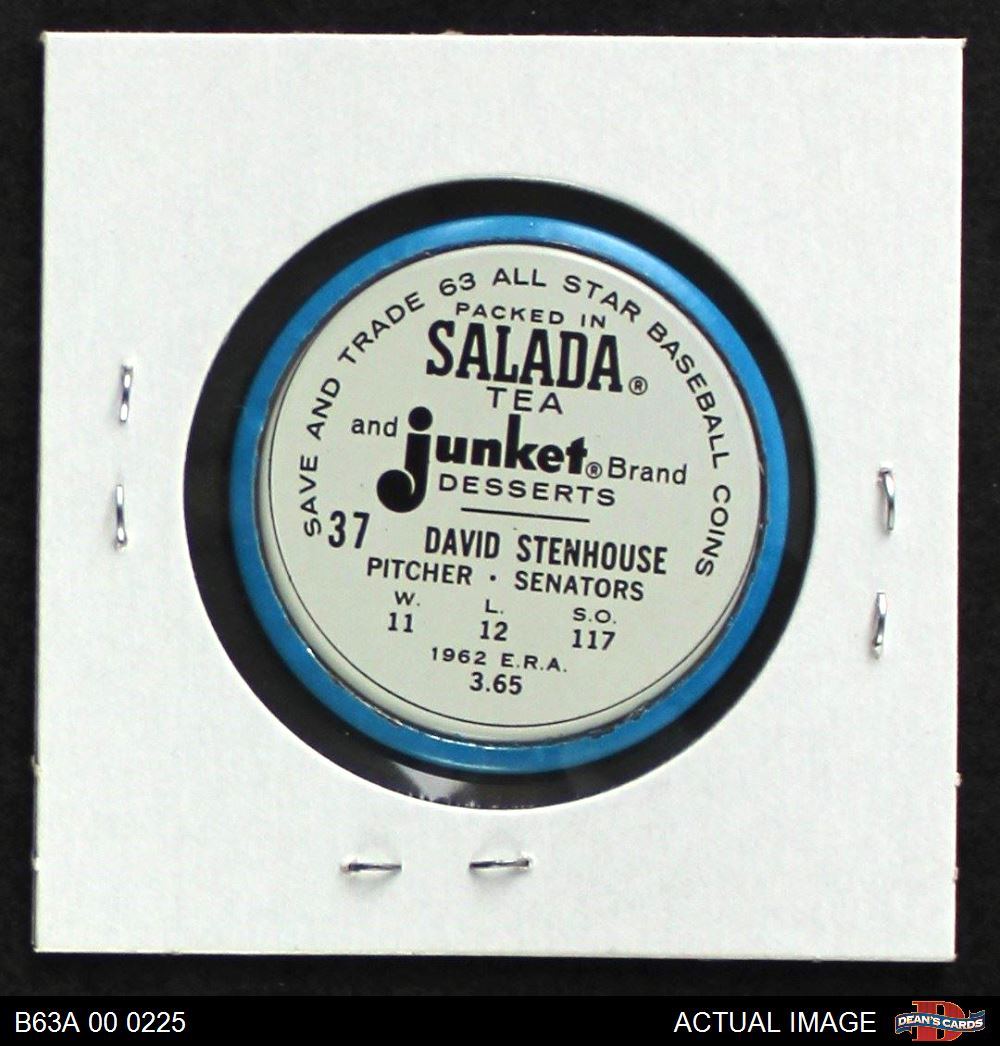 SAVE AND TRADE 63 ALL STAR BASEBALL COINS
PACKED IN
SALADA®
TEA
and junket® Brand
DESSERTS
37 DAVID STENHOUSE
PITCHER · SENATORS
W. L. S.O.
11 12 117
1962 E.R.A.
3.65
B63A 00 0225
ACTUAL IMAGE
DEAN'S CARDS